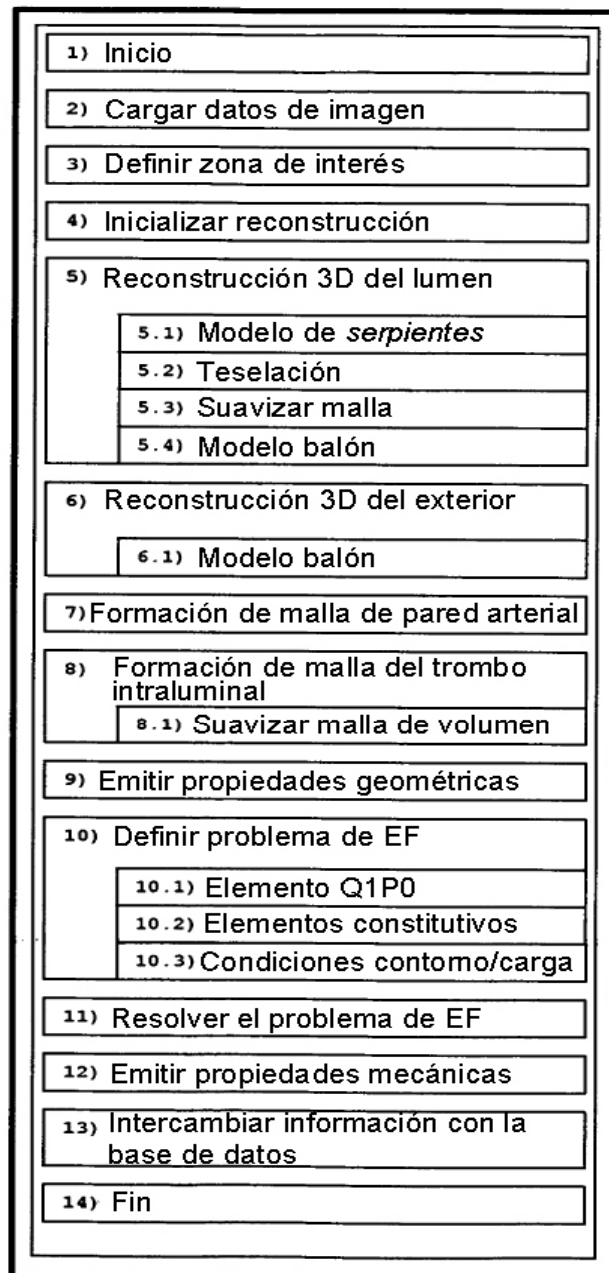 1) Inicio
2) Cargar datos de imagen
3) Definir zona de interés
4) Inicializar reconstrucción
5) Reconstrucción 3D del lumen
5.1) Modelo de serpientes
5.2) Teselación
5.3) Suavizar malla
5.4) Modelo balón
6) Reconstrucción 3D del exterior
6.1) Modelo balón
7) Formación de malla de pared arterial
8) Formación de malla del trombo
intraluminal
8.1) Suavizar malla de volumen
9) Emitir propiedades geométricas
10) Definir problema de EF
10.1) Elemento Q1P0
10.2) Elementos constitutivos
10.3) Condiciones contorno/carga
11) Resolver el problema de EF
12) Emitir propiedades mecánicas
13) Intercambiar información con la
base de datos
14) Fin